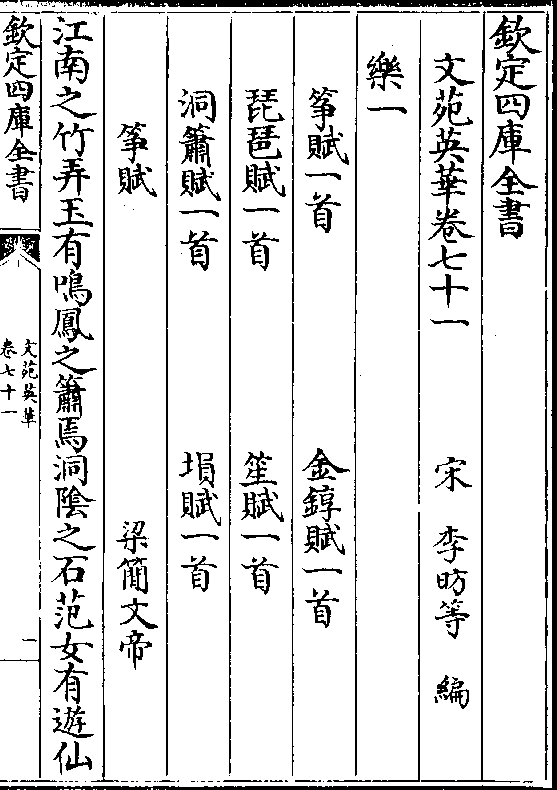 欽定四庫全書
文苑英華卷七十一　宋　李昉等　編
樂一
筝賦一首　金錞賦一首
琵琶賦一首　笙賦一首
洞簫賦一首　埙賦一首
筝賦　梁簡文帝
江南之竹弄玉有鳴鳳之簫焉洞陰之石范女有遊仙
欽定四庫全書
文苑英華
卷七十一
一